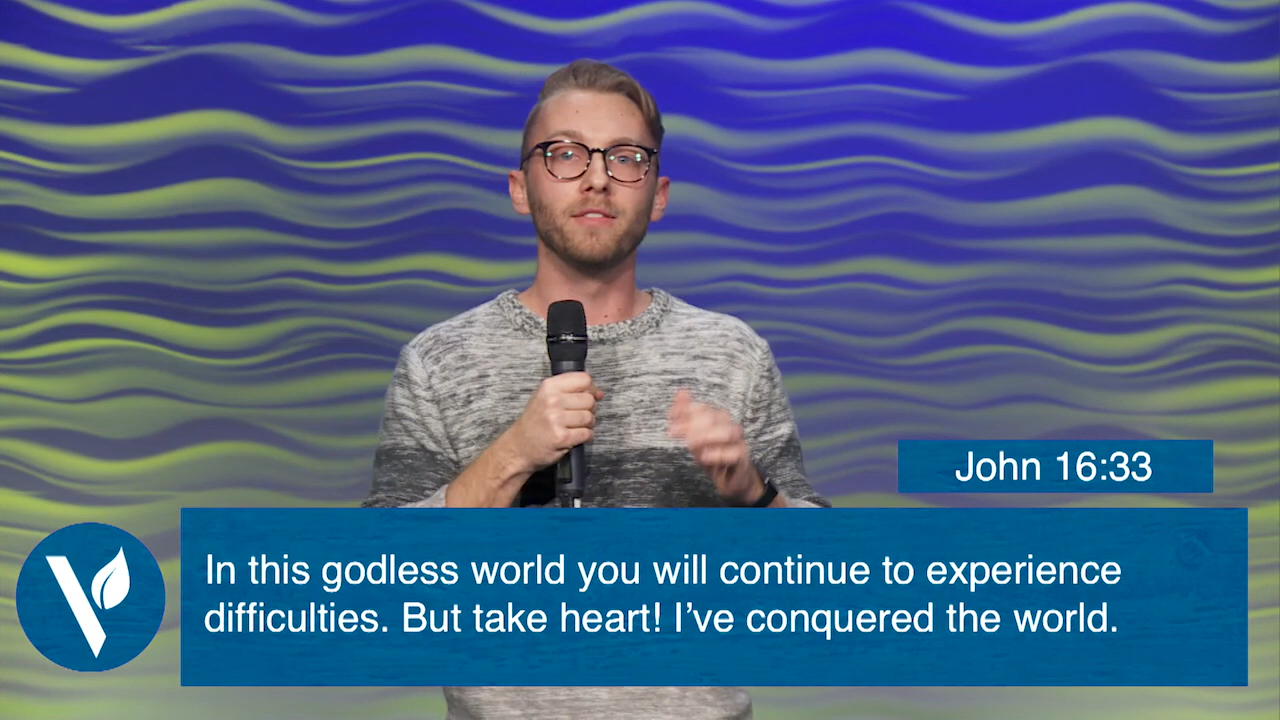 John 16:33
In this godless world you will continue to experience
difficulties. But take heart! I’ve conquered the world.